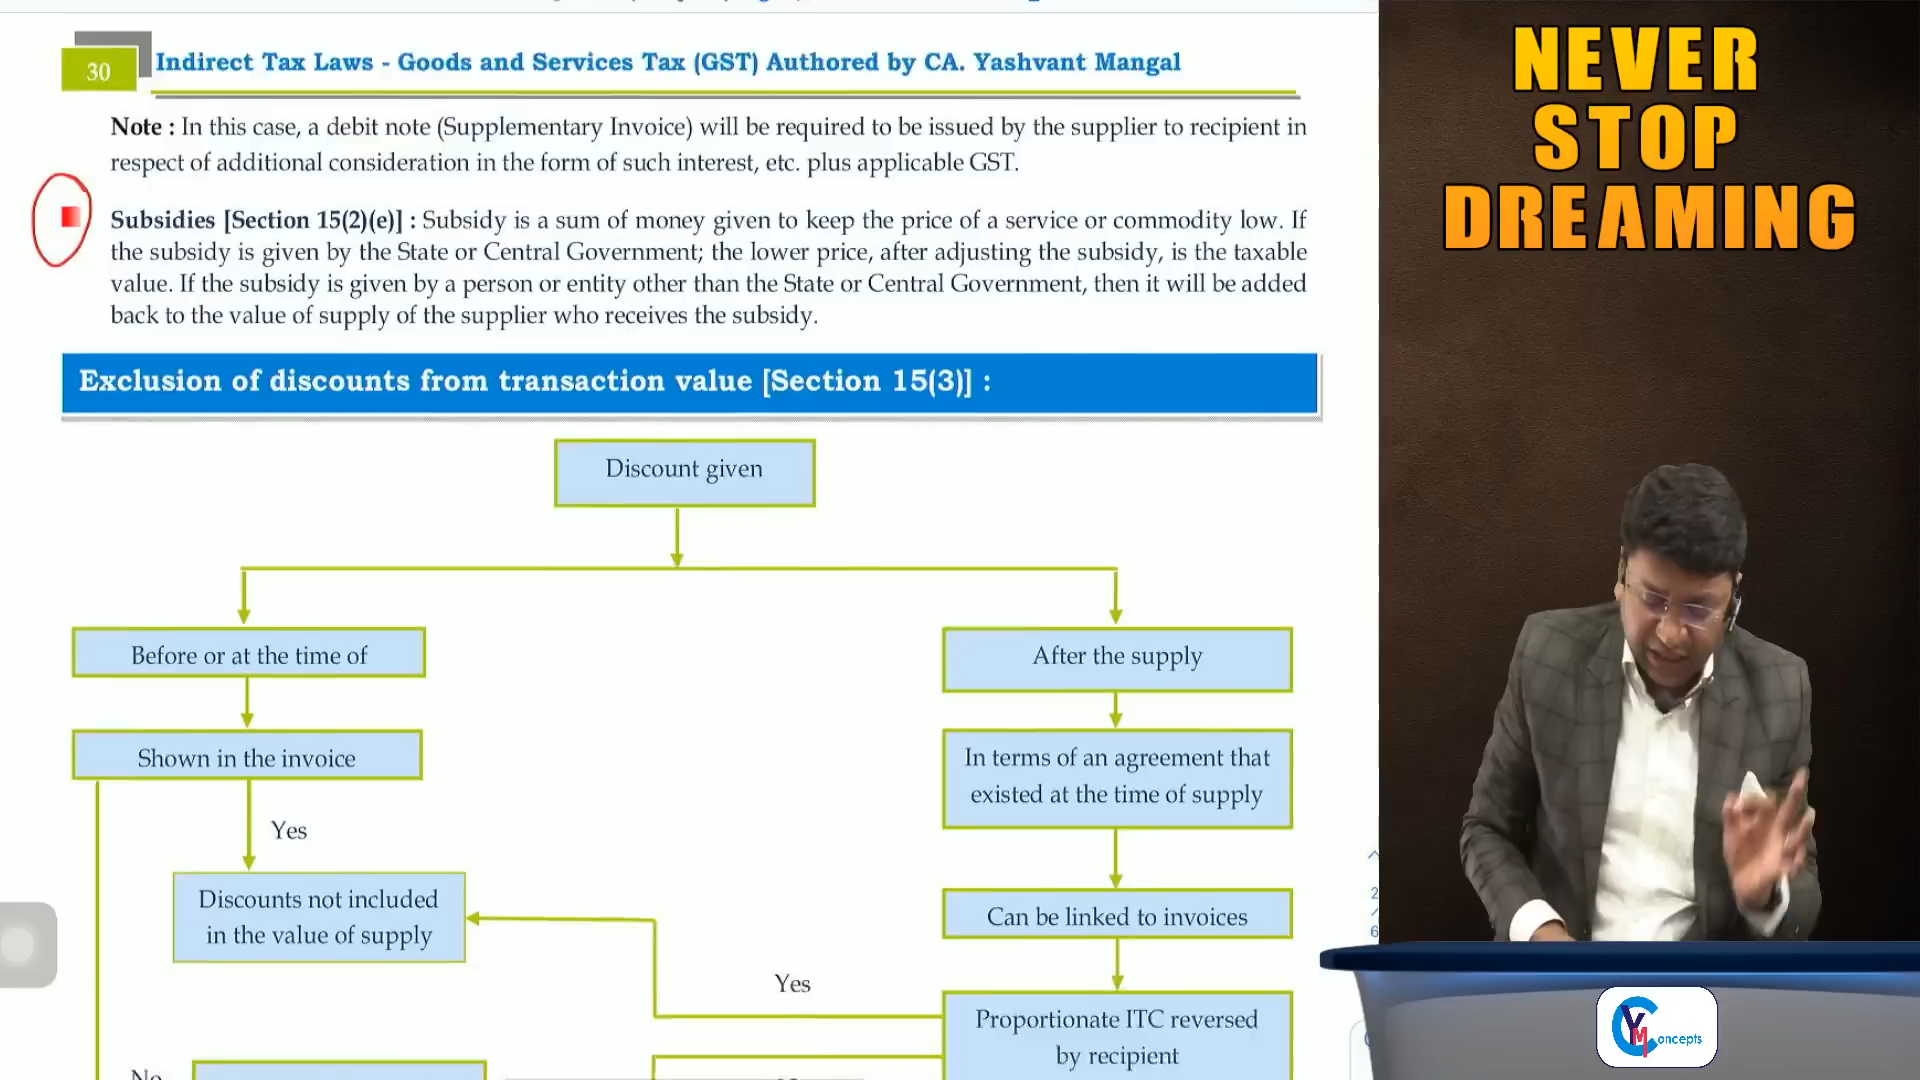 30
Indirect Tax Laws - Goods and Services Tax (GST) Authored by CA. Yashvant Mangal
Note : In this case, a debit note (Supplementary Invoice) will be required to be issued by the supplier to recipient in
respect of additional consideration in the form of such interest, etc. plus applicable GST.
Subsidies [Section 15(2)(e)] : Subsidy is a sum of money given to keep the price of a service or commodity low. If
the subsidy is given by the State or Central Government; the lower price, after adjusting the subsidy, is the taxable
value. If the subsidy is given by a person or entity other than the State or Central Government, then it will be added
back to the value of supply of the supplier who receives the subsidy.
Exclusion of discounts from transaction value [Section 15(3)] :
Discount given
Before or at the time of
After the supply
Shown in the invoice
In terms of an agreement that
existed at the time of supply
Yes
Discounts not included
in the value of supply
Can be linked to invoices
Yes
Proportionate ITC reversed
by recipient
No
NEVER
STOP
DREAMING
2
6
YM
Concepts